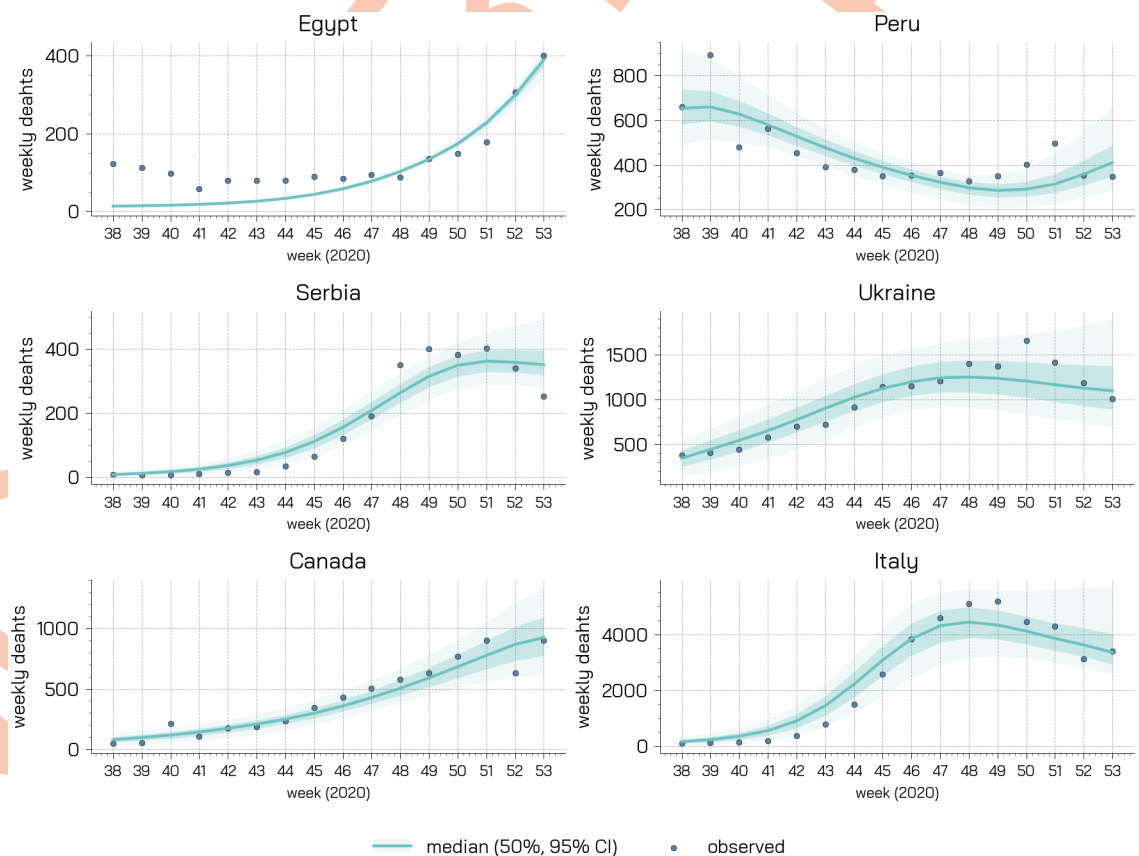 Egypt
weekly deahts
400
200
0
38 39 40 41 42 43 44 45 46 47 48 49 50 51 52 53
week (2020)
Peru
weekly deahts
800
600
400
200
38 39 40 41 42 43 44 45 46 47 48 49 50 51 52 53
week (2020)
Serbia
weekly deahts
400
200
0
38 39 40 41 42 43 44 45 46 47 48 49 50 51 52 53
week (2020)
Ukraine
weekly deahts
1500
1000
500
38 39 40 41 42 43 44 45 46 47 48 49 50 51 52 53
week (2020)
Canada
weekly deahts
1000
500
0
38 39 40 41 42 43 44 45 46 47 48 49 50 51 52 53
week (2020)
Italy
weekly deahts
4000
2000
0
38 39 40 41 42 43 44 45 46 47 48 49 50 51 52 53
week (2020)
median (50%, 95% CI)
observed